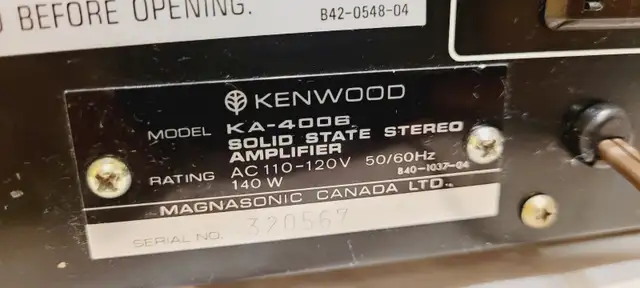 BEFORE OPENING.
B42-0548-04
KENWOOD
MODEL KA-4006
SOLID STATE STEREO
AMPLIFIER
RATING AC 110-120V 50/60Hz
140 W
B40-1037-04
MAGNASONIC CANADA LTD.
SERIAL NO. 320567